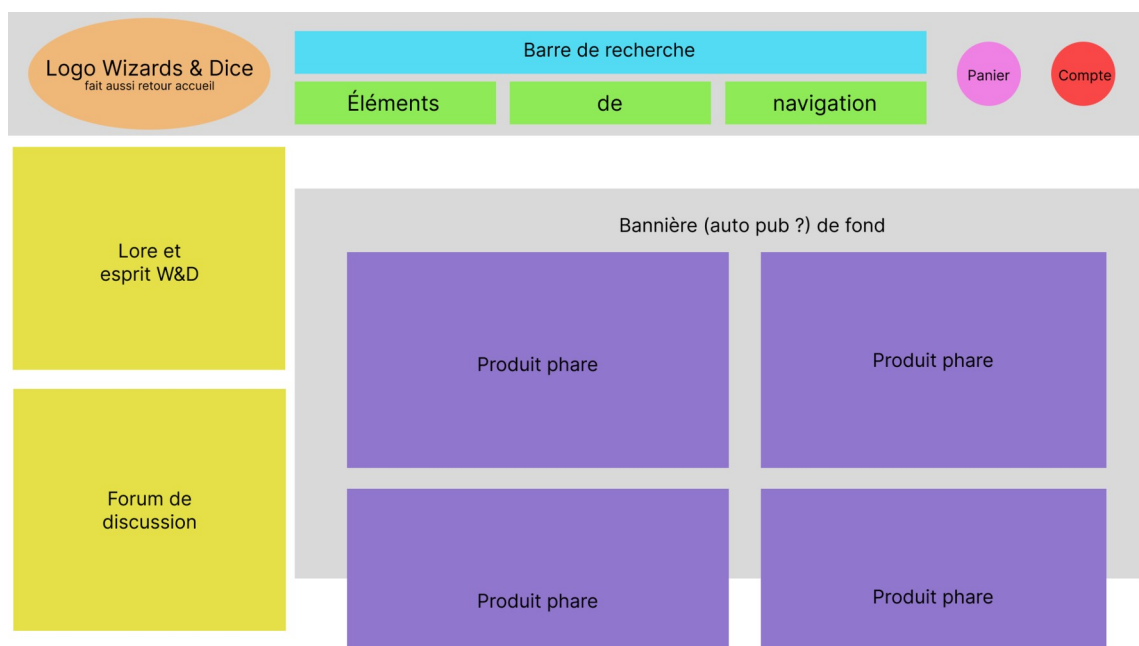 Barre de recherche
Logo Wizards & Dice
fait aussi retour accueil
Panier
Compte
Éléments
de
navigation
Bannière (auto pub ?) de fond
Lore et
esprit W&D
Produit phare
Produit phare
Forum de
discussion
Produit phare
Produit phare